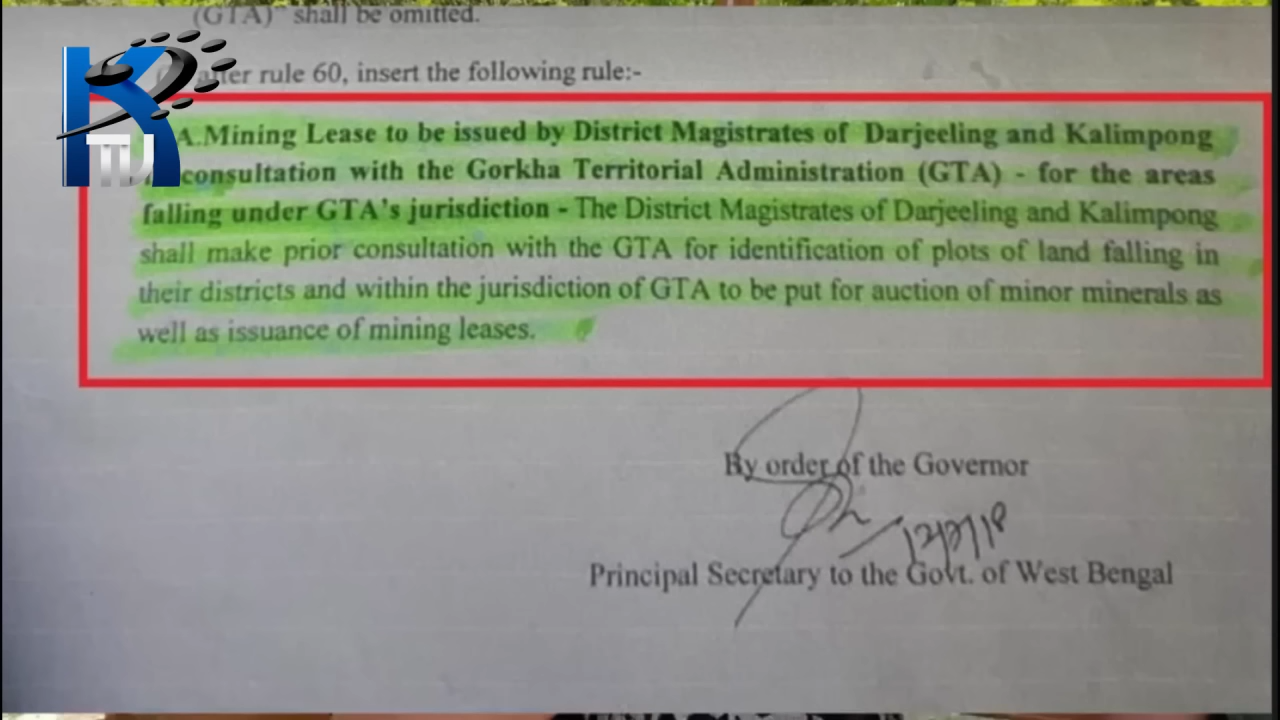 (GTA)" shall be omitted.
after rule 60, insert the following rule:-
A.Mining Lease to be issued by District Magistrates of Darjeeling and Kalimpong
consultation with the Gorkha Territorial Administration (GTA) - for the areas
falling under GTA's jurisdiction - The District Magistrates of Darjeeling and Kalimpong
shall make prior consultation with the GTA for identification of plots of land falling in
their districts and within the jurisdiction of GTA to be put for auction of minor minerals as
well as issuance of mining leases.
By order of the Governor
Principal Secretary to the Govt. of West Bengal
K
TV